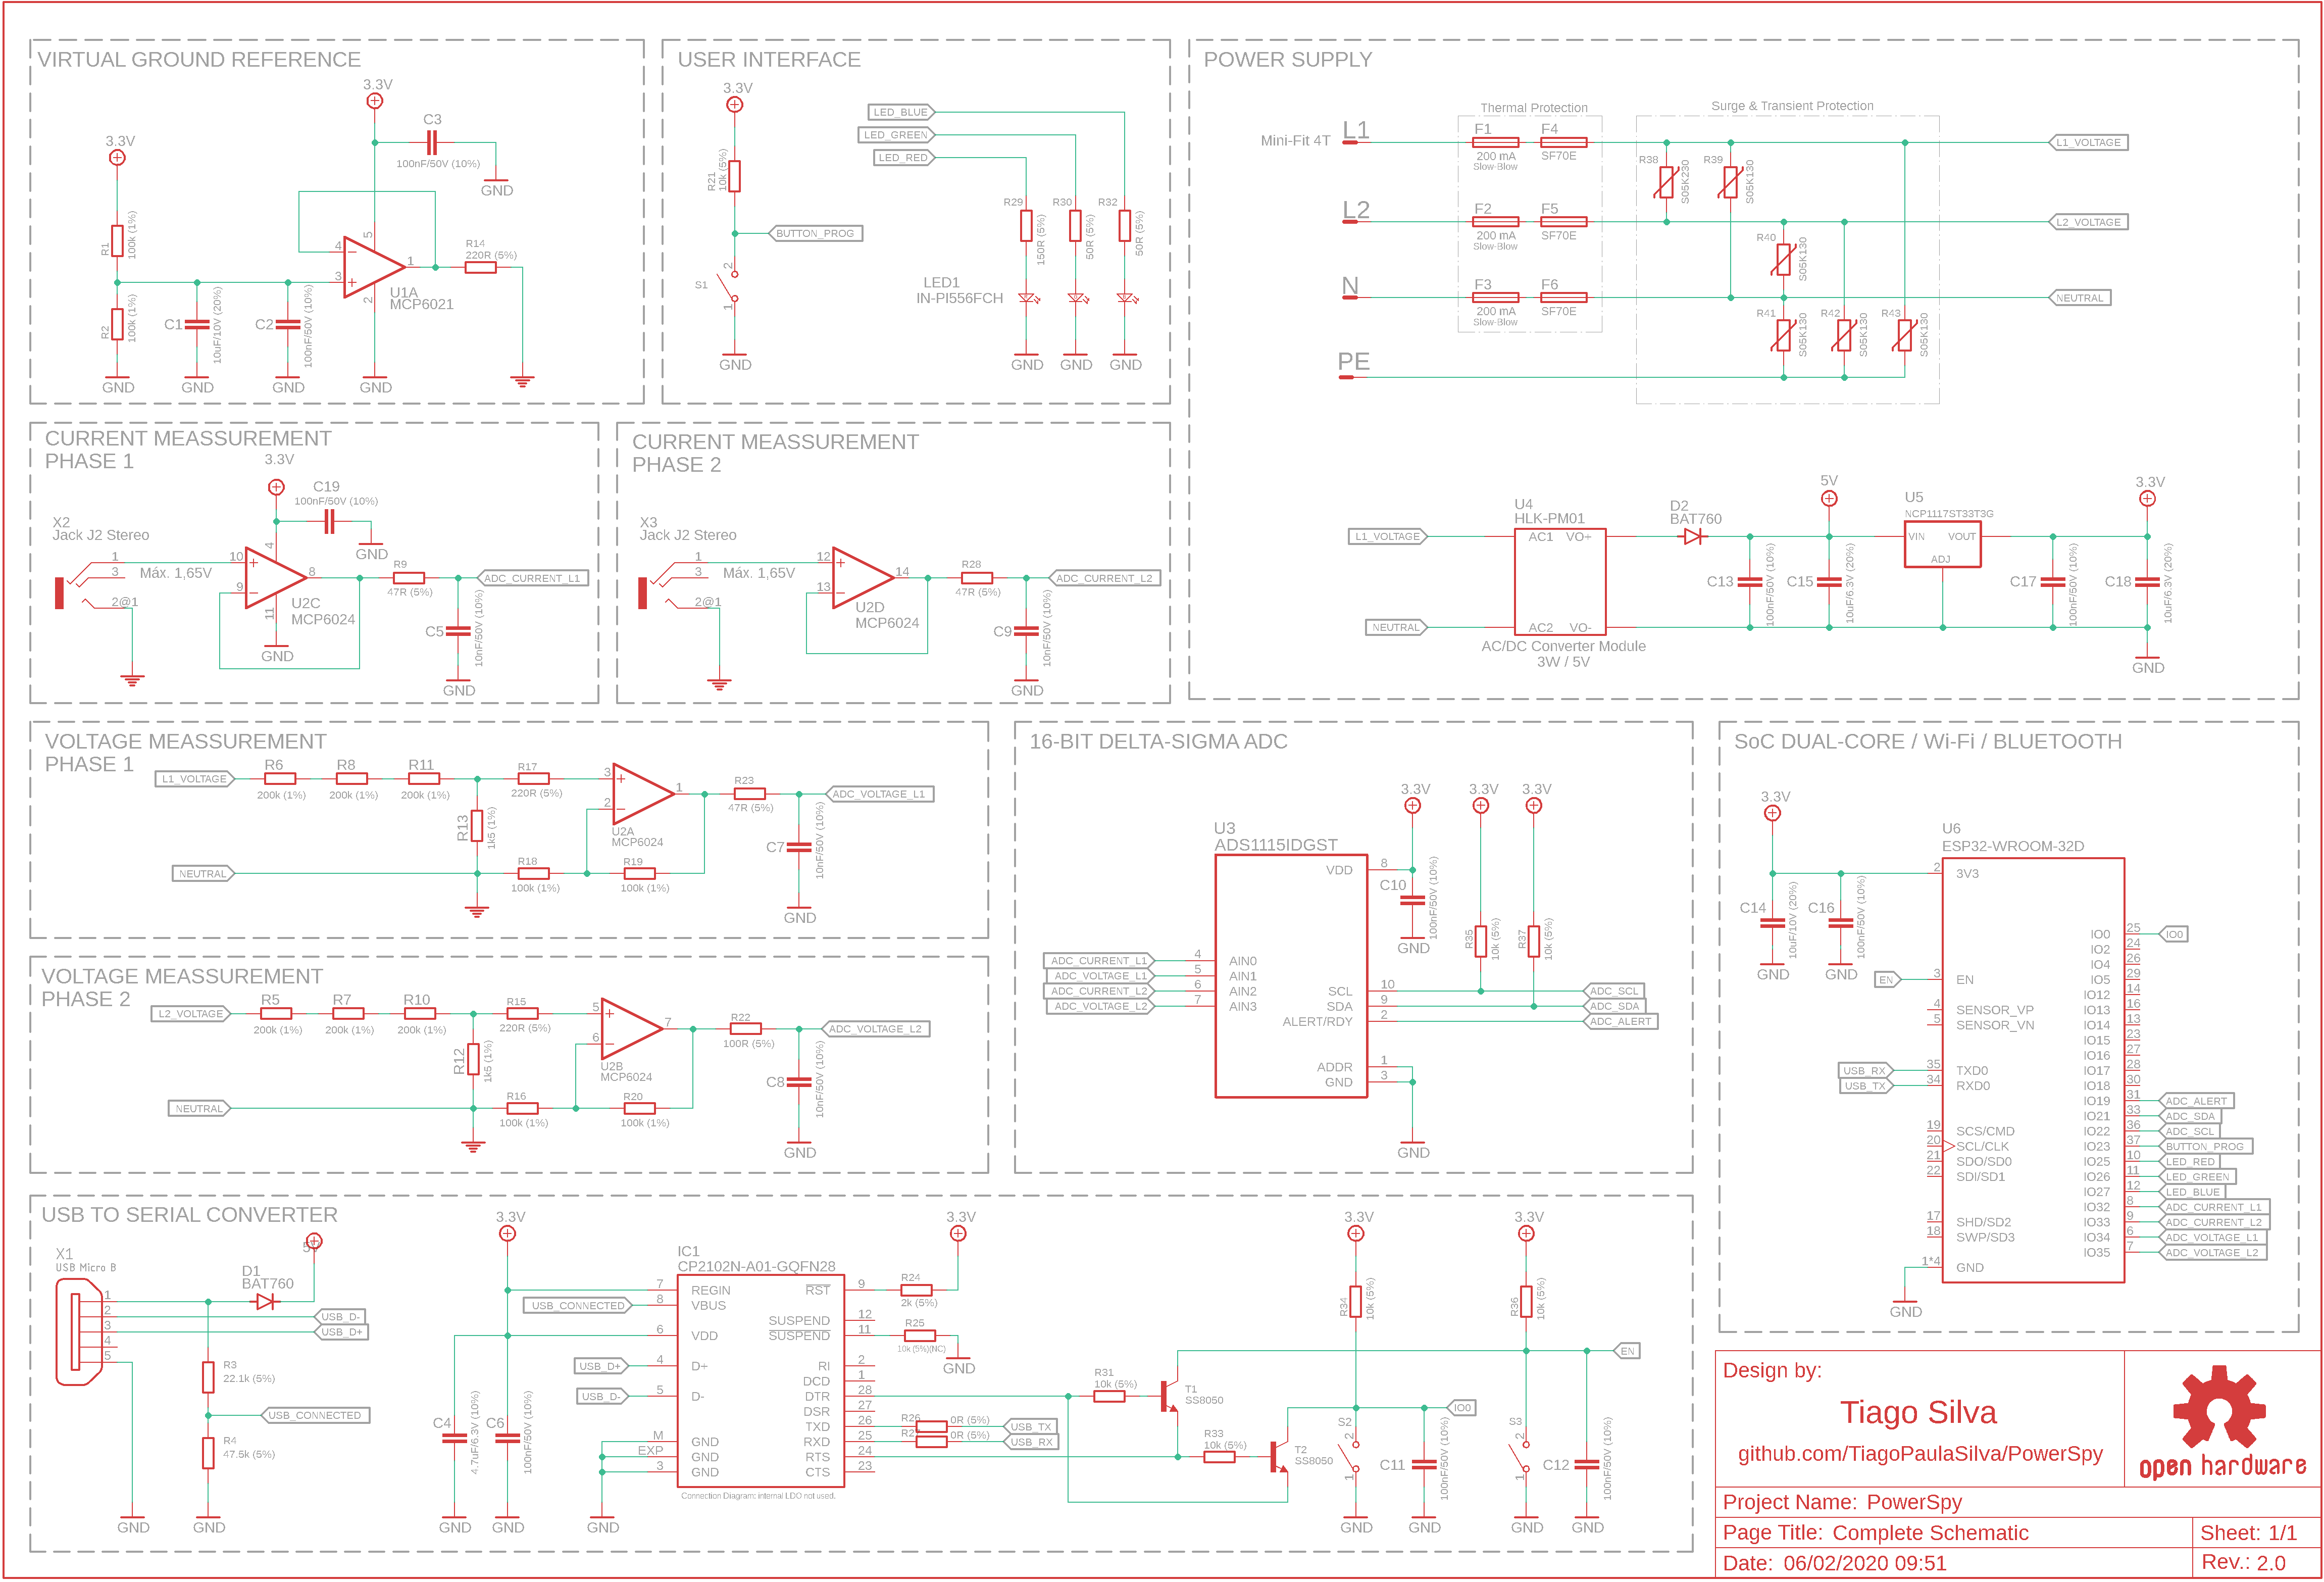 VIRTUAL GROUND REFERENCE
3.3V
C3
100nF/50V (10%)
GND
3.3V
R1
100k (1%)
R2
100k (1%)
C1
10uF/10V (20%)
C2
100nF/50V (10%)
4
3
5
2
1
U1A
MCP6021
R14
220R (5%)
GND
GND
GND
GND
USER INTERFACE
3.3V
R21
10k (5%)
BUTTON_PROG
S1
2
1
GND
LED_BLUE
LED_GREEN
LED_RED
R29
150R (5%)
R30
50R (5%)
R32
50R (5%)
LED1
IN-PI556FCH
GND
GND
GND
POWER SUPPLY
Thermal Protection
Surge & Transient Protection
Mini-Fit 4T
L1
F1
200 mA
Slow-Blow
F4
SF70E
R38
S05K230
R39
S05K130
L1_VOLTAGE
L2
F2
200 mA
Slow-Blow
F5
SF70E
L2_VOLTAGE
R40
S05K130
N
F3
200 mA
Slow-Blow
F6
SF70E
NEUTRAL
R41
S05K130
R42
S05K130
R43
S05K130
PE
L1_VOLTAGE
NEUTRAL
U4
HLK-PM01
AC1
VO+
AC2
VO-
AC/DC Converter Module
3W / 5V
D2
BAT760
5V
C13
100nF/50V (10%)
C15
10uF/6.3V (20%)
U5
NCP1117ST33T3G
VIN
VOUT
ADJ
3.3V
C17
100nF/50V (10%)
C18
10uF/6.3V (20%)
GND
CURRENT MEASSUREMENT
PHASE 1
3.3V
C19
100nF/50V (10%)
GND
X2
Jack J2 Stereo
1
3
2@1
Máx. 1,65V
10
9
4
11
8
U2C
MCP6024
GND
R9
47R (5%)
ADC_CURRENT_L1
C5
10nF/50V (10%)
GND
CURRENT MEASSUREMENT
PHASE 2
X3
Jack J2 Stereo
1
3
2@1
Máx. 1,65V
12
13
14
U2D
MCP6024
R28
47R (5%)
ADC_CURRENT_L2
C9
10nF/50V (10%)
GND
VOLTAGE MEASSUREMENT
PHASE 1
L1_VOLTAGE
R6
200k (1%)
R8
200k (1%)
R11
200k (1%)
R17
220R (5%)
R13
1k5 (1%)
3
2
1
U2A
MCP6024
R23
47R (5%)
ADC_VOLTAGE_L1
C7
10nF/50V (10%)
NEUTRAL
R18
100k (1%)
R19
100k (1%)
GND
VOLTAGE MEASSUREMENT
PHASE 2
L2_VOLTAGE
R5
200k (1%)
R7
200k (1%)
R10
200k (1%)
R15
220R (5%)
R12
1k5 (1%)
5
6
7
U2B
MCP6024
R22
100R (5%)
ADC_VOLTAGE_L2
C8
10nF/50V (10%)
NEUTRAL
R16
100k (1%)
R20
100k (1%)
GND
16-BIT DELTA-SIGMA ADC
3.3V
3.3V
3.3V
U3
ADS1115IDGST
VDD
8
C10
100nF/50V (10%)
GND
R35
10k (5%)
R37
10k (5%)
ADC_CURRENT_L1
4
AIN0
ADC_VOLTAGE_L1
5
AIN1
ADC_CURRENT_L2
6
AIN2
ADC_VOLTAGE_L2
7
AIN3
SCL
10
ADC_SCL
SDA
9
ADC_SDA
ALERT/RDY
2
ADC_ALERT
ADDR
1
GND
3
GND
SoC DUAL-CORE / Wi-Fi / BLUETOOTH
3.3V
U6
ESP32-WROOM-32D
C14
10uF/10V (20%)
C16
100nF/50V (10%)
GND
GND
2
3V3
EN
3
EN
4
SENSOR_VP
5
SENSOR_VN
USB_RX
35
TXD0
USB_TX
34
RXD0
19
SCS/CMD
20
SCL/CLK
21
SDO/SD0
22
SDI/SD1
17
SHD/SD2
18
SWP/SD3
1*4
GND
GND
IO0
25
IO0
IO2
24
IO4
26
IO5
29
IO12
14
IO13
16
IO14
13
IO15
23
IO16
27
IO17
28
IO18
30
IO19
31
ADC_ALERT
IO21
33
ADC_SDA
IO22
36
ADC_SCL
IO23
37
BUTTON_PROG
IO25
10
LED_RED
IO26
11
LED_GREEN
IO27
12
LED_BLUE
IO32
8
ADC_CURRENT_L1
IO33
9
ADC_CURRENT_L2
IO34
6
ADC_VOLTAGE_L1
IO35
7
ADC_VOLTAGE_L2
USB TO SERIAL CONVERTER
X1
USB Micro B
1
2
3
4
5
D1
BAT760
5V
USB_D-
USB_D+
R3
22.1k (5%)
USB_CONNECTED
R4
47.5k (5%)
GND
GND
3.3V
C4
4.7uF/6.3V (10%)
C6
100nF/50V (10%)
GND
GND
IC1
CP2102N-A01-GQFN28
7
REGIN
USB_CONNECTED
8
VBUS
6
VDD
USB_D+
4
D+
USB_D-
5
D-
M
GND
EXP
GND
3
GND
GND
RST
9
SUSPEND
12
SUSPEND
11
RI
2
DCD
1
DTR
28
DSR
27
TXD
26
RXD
25
RTS
24
CTS
23
Connection Diagram: internal LDO not used.
3.3V
R24
2k (5%)
R25
10k (5%)(NC)
GND
R26
0R (5%)
USB_TX
R27
0R (5%)
USB_RX
R31
10k (5%)
T1
SS8050
R33
10k (5%)
T2
SS8050
3.3V
R34
10k (5%)
IO0
S2
2
1
C11
100nF/50V (10%)
GND
GND
3.3V
R36
10k (5%)
EN
S3
2
1
C12
100nF/50V (10%)
GND
GND
Design by:
Tiago Silva
github.com/TiagoPaulaSilva/PowerSpy
open hardware
Project Name: PowerSpy
Page Title: Complete Schematic
Sheet: 1/1
Date: 06/02/2020 09:51
Rev.: 2.0